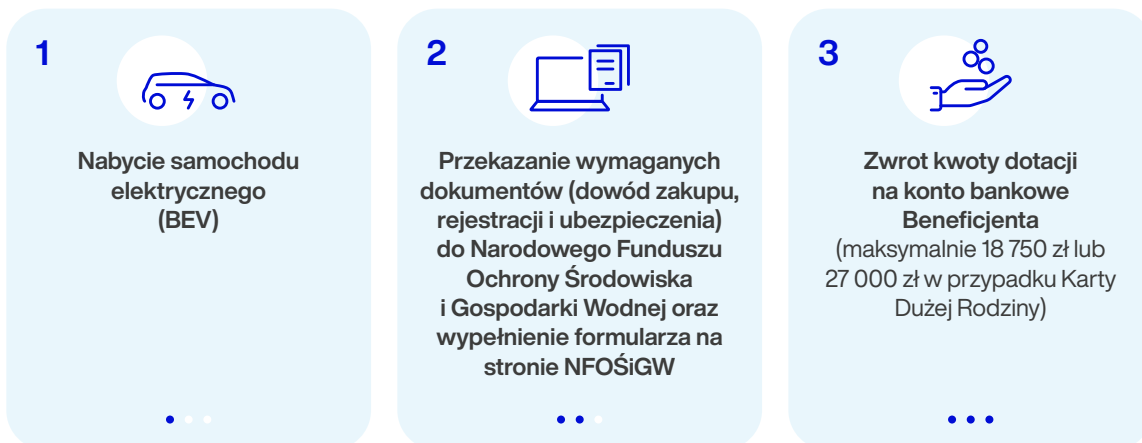 1
Nabycie samochodu
elektrycznego
(BEV)
2
Przekazanie wymaganych
dokumentów (dowód zakupu,
rejestracji i ubezpieczenia)
do Narodowego Funduszu
Ochrony Środowiska
i Gospodarki Wodnej oraz
wypełnienie formularza na
stronie NFOŚiGW
3
Zwrot kwoty dotacji
na konto bankowe
Beneficjenta
(maksymalnie 18 750 zł lub
27 000 zł w przypadku Karty
Dużej Rodziny)